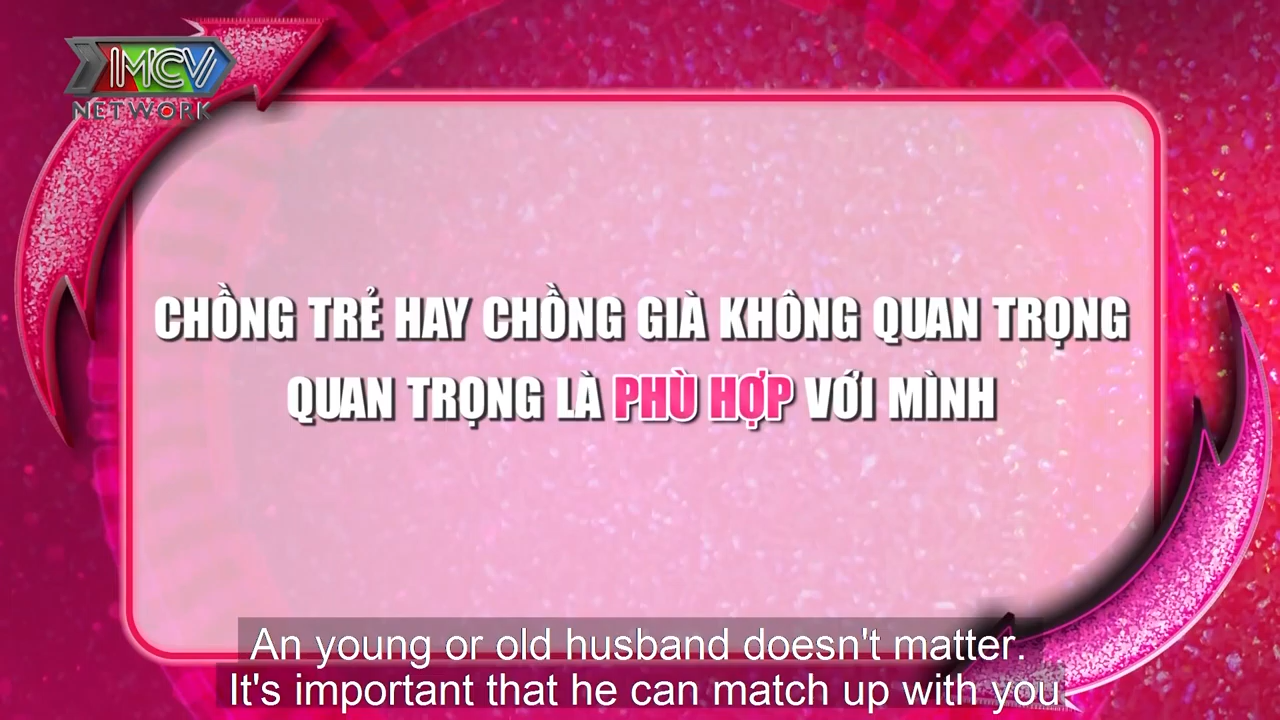 MCV
NETWORK
CHỒNG TRẺ HAY CHỒNG GIÀ KHÔNG QUAN TRỌNG
QUAN TRỌNG LÀ PHÙ HỢP VỚI MÌNH
An young or old husband doesn't matter.
It's important that he can match up with you